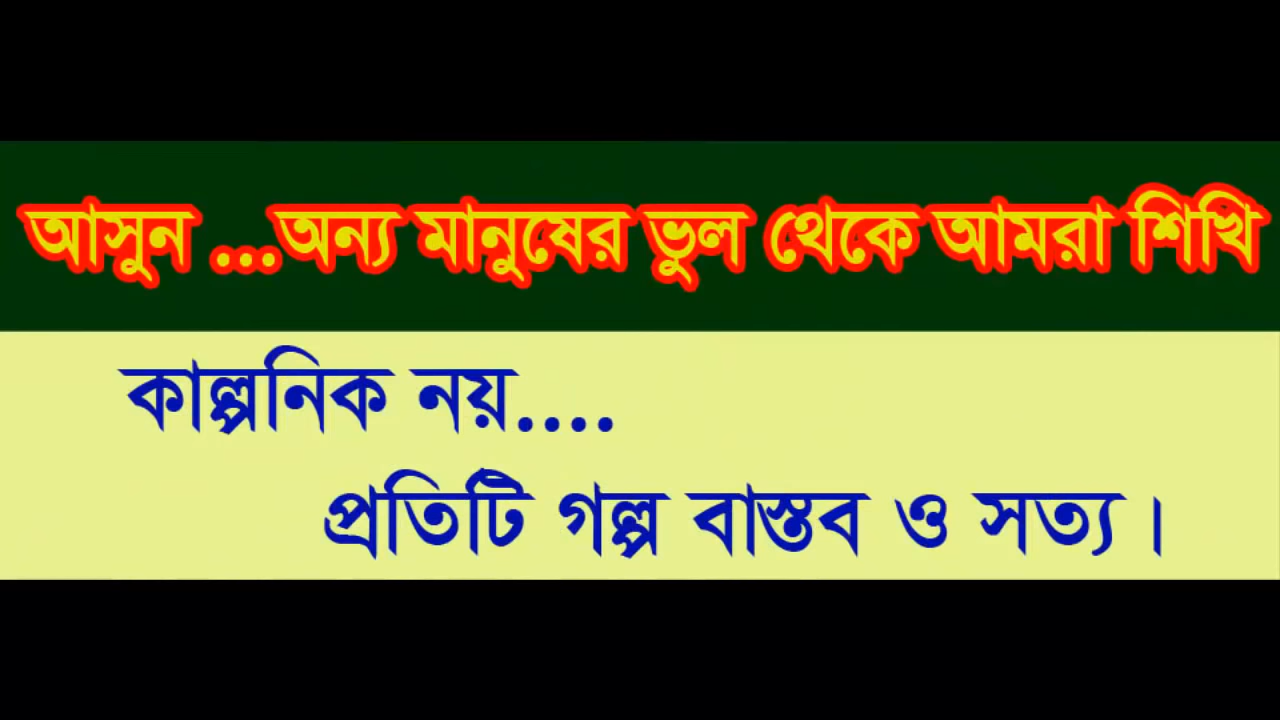 আসুন ...অন্য মানুষের ভুল থেকে আমরা শিখি
কাল্পনিক নয়....
প্রতিটি গল্প বাস্তব ও সত্য।